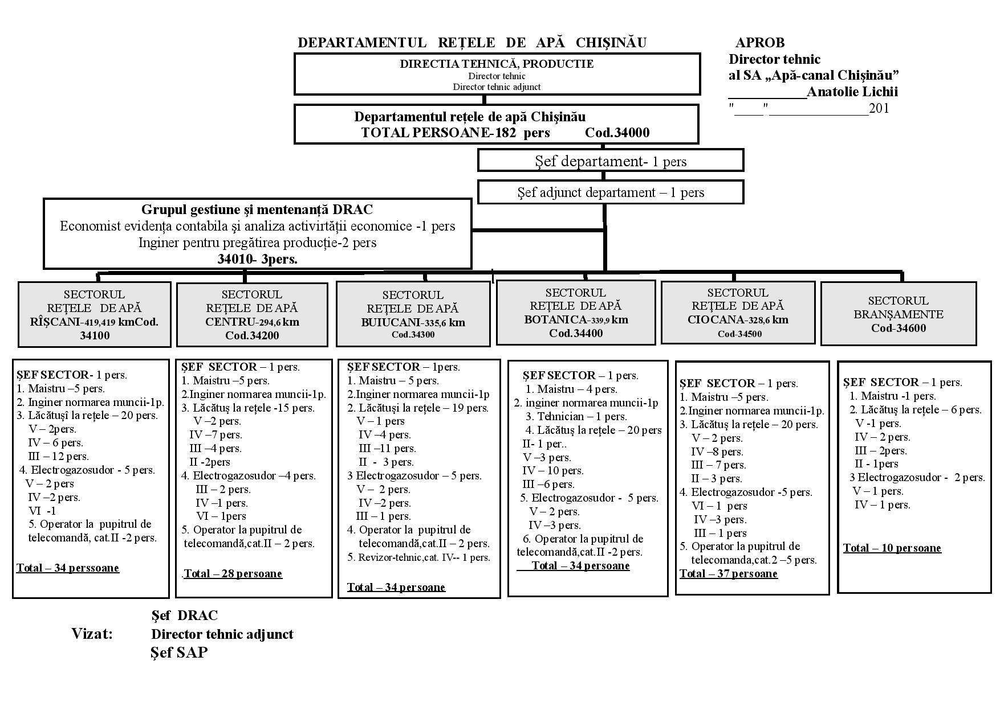 DEPARTAMENTUL REȚELE DE APĂ CHIŞINĂU
APROB
Director tehnic
al SA „Apă-canal Chişinău”
___________Anatolie Lichii
"____"______________201
DIRECTIA TEHNICĂ, PRODUCTIE
Director tehnic
Director tehnic adjunct
Departamentul rețele de apă Chişinău
TOTAL PERSOANE-182 pers Cod.34000
Şef departament- 1 pers
Şef adjunct departament – 1 pers
Grupul gestiune şi mentenanță DRAC
Economist evidența contabila şi analiza activirtății economice -1 pers
Inginer pentru pregătirea producție-2 pers
34010- 3pers.
SECTORUL
REȚELE DE APĂ
RÎŞCANI-419,419 kmCod.
34100
SECTORUL
REȚELE DE APĂ
CENTRU-294,6 km
Cod.34200
SECTORUL
REȚELE DE APĂ
BUIUCANI-335,6 km
Cod.34300
SECTORUL
REȚELE DE APĂ
BOTANICA-339,9 km
Cod.34400
SECTORUL
REȚELE DE APĂ
CIOCANA-328,6 km
Cod-34500
SECTORUL
BRANŞAMENTE
Cod-34600
ŞEF SECTOR- 1 pers.
1. Maistru –5 pers.
2. Inginer normarea muncii-1p.
3. Lăcătuşî la rețele – 20 pers.
V – 2pers.
IV – 6 pers.
III – 12 pers.
4. Electrogazosudor - 5 pers.
V – 2 pers
IV –2 pers.
VI -1
5. Operator la pupitrul de
telecomandă, cat.II -2 pers.
Total – 34 perssoane
ŞEF SECTOR – 1 pers.
1. Maistru –5 pers.
2.Inginer normarea muncii-1p.
3. Lăcătuş la rețele -15 pers.
V –2 pers.
IV –7 pers.
III –4 pers.
II -2pers
4. Electrogazosudor –4 pers.
III – 2 pers.
IV –1 pers.
VI – 1pers
5. Operator la pupitrul de
telecomandă,cat.II – 2 pers.
.Total – 28 persoane
ŞEF SECTOR – 1pers.
1. Maistru – 5 pers.
2.Inginer normarea muncii-1p
2. Lăcătuşi la rețele – 19 pers.
V – 1 pers
IV –4 pers.
III –11 pers.
II - 3 pers.
3 Electrogazosudor – 5 pers.
V – 2 pers.
IV –2 pers.
III – 1 pers.
4. Operator la pupitrul de
telecomandă,cat.II – 2 pers.
5. Revizor-tehnic,cat. IV-- 1 pers.
Total – 34 persoane
ŞEF SECTOR – 1 pers.
1. Maistru – 4 pers.
2. inginer normarea muncii-1p
3. Tehnician – 1 pers.
4. Lăcătuş la rețele – 20 pers
II- 1 per..
V –3 pers.
IV – 10 pers.
III –6 pers.
5. Electrogazosudor - 5 pers.
V – 2 pers.
IV –3 pers.
6. Operator la pupitrul de
telecomandă,cat.II -2 pers.
Total – 34 persoane
ŞEF SECTOR – 1 pers.
1. Maistru –5 pers.
2.Inginer normarea muncii-1p.
3. Lăcătuş la rețele – 20 pers.
V – 2 pers.
IV –8 pers.
III – 7 pers.
II – 3 pers.
4. Electrogazosudor -5 pers.
VI – 1 pers
IV –3 pers.
III – 1 pers
5. Operator la pupitrul de
telecomanda,cat.2 –5 pers.
Total – 37 persoane
ŞEF SECTOR – 1 pers.
1. Maistru -1 pers.
2. Lăcătuş la rețele – 6 pers.
V -1 pers.
IV – 2 pers.
III – 2pers.
II - 1pers
3 Electrogazosudor - 2 pers.
V – 1 pers.
IV – 1 pers.
Total – 10 persoane
Şef DRAC
Vizat: Director tehnic adjunct
Şef SAP